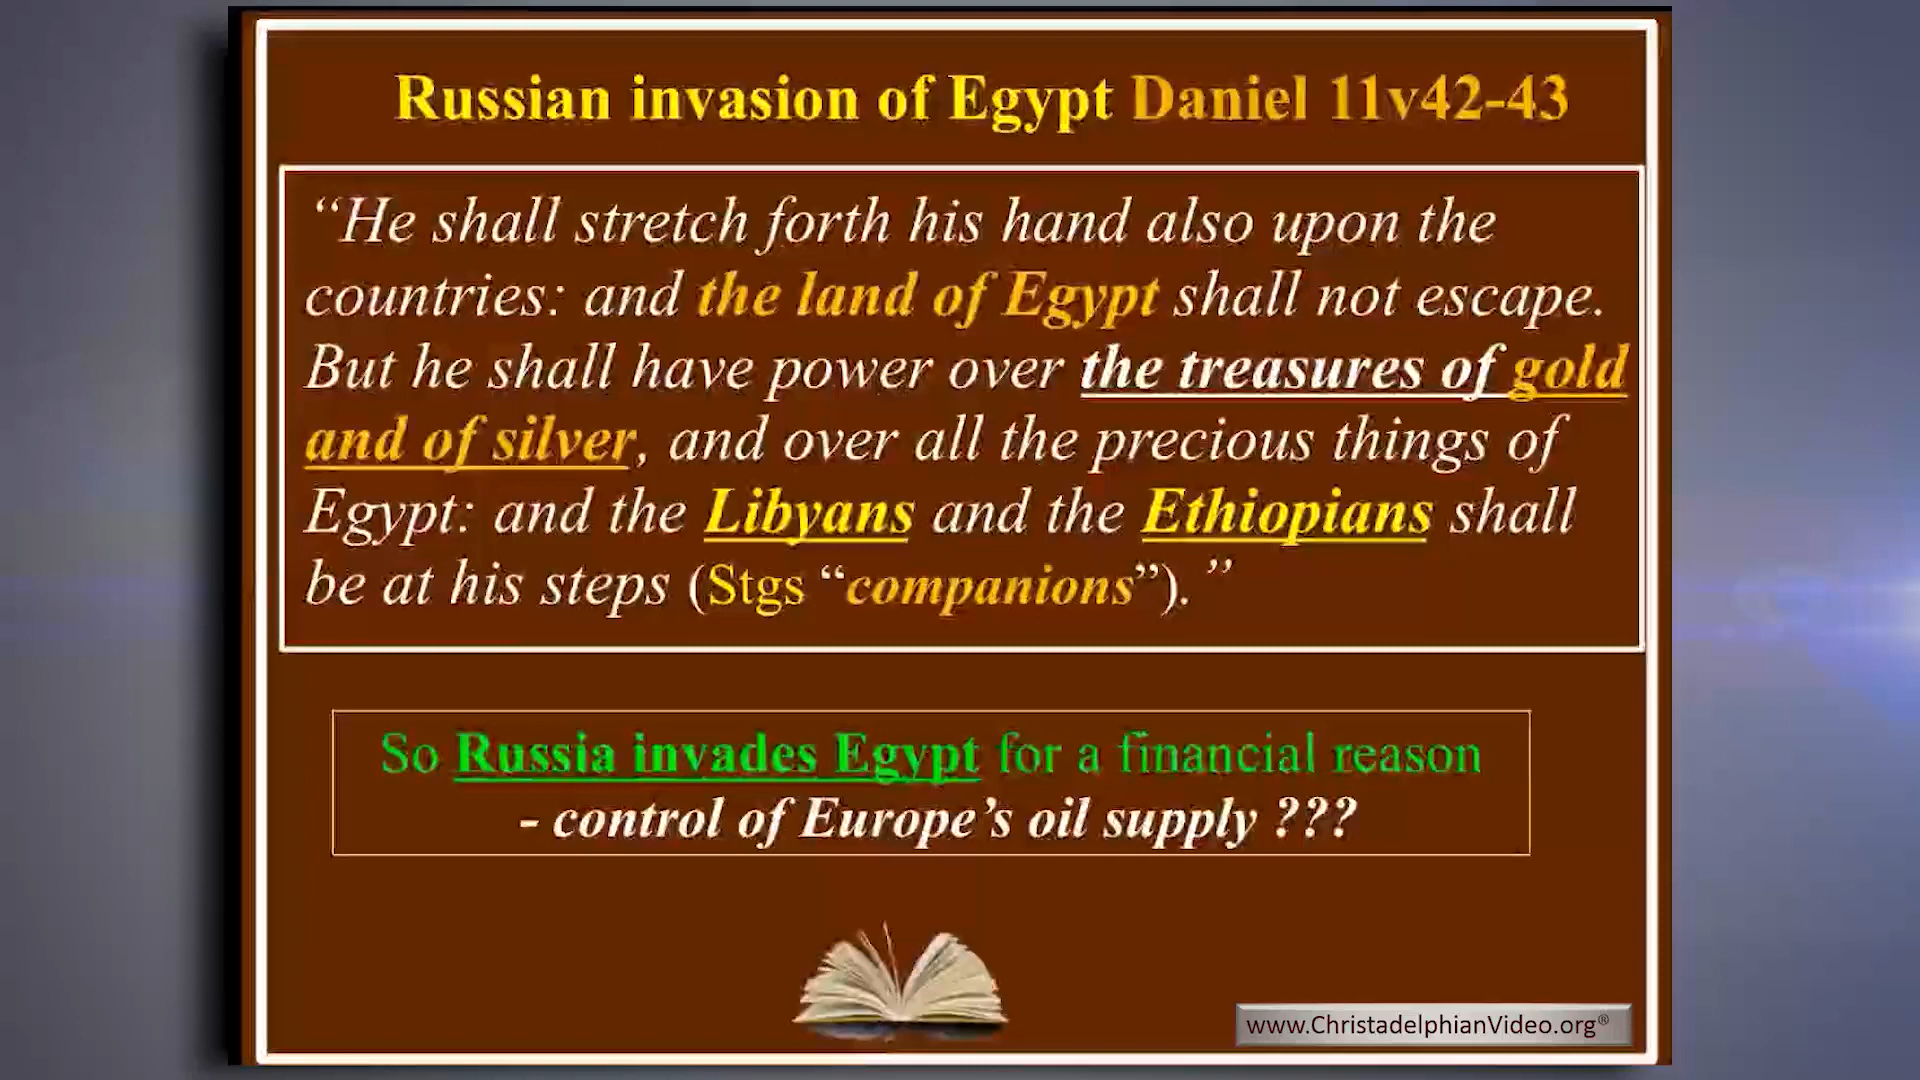 Russian invasion of Egypt Daniel 11v42-43
“He shall stretch forth his hand also upon the
countries: and the land of Egypt shall not escape.
But he shall have power over the treasures of gold
and of silver, and over all the precious things of
Egypt: and the Libyans and the Ethiopians shall
be at his steps (Stgs “companions”).”
So Russia invades Egypt for a financial reason
- control of Europe’s oil supply ???
www.ChristadelphianVideo.org®